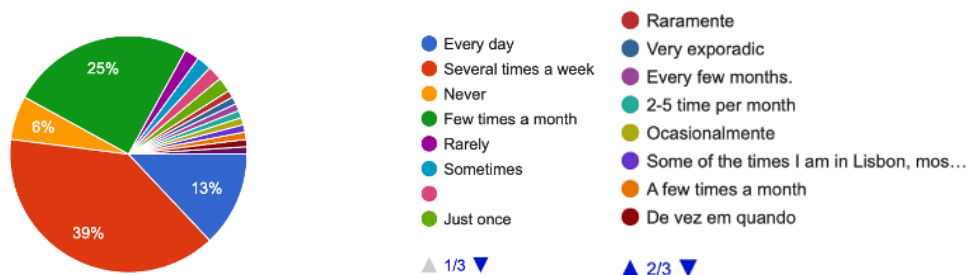 25%
6%
13%
39%
Every day
Several times a week
Never
Few times a month
Rarely
Sometimes
Just once
1/3
Raramente
Very exporadic
Every few months.
2-5 time per month
Ocasionalmente
Some of the times I am in Lisbon, mos…
A few times a month
De vez em quando
2/3